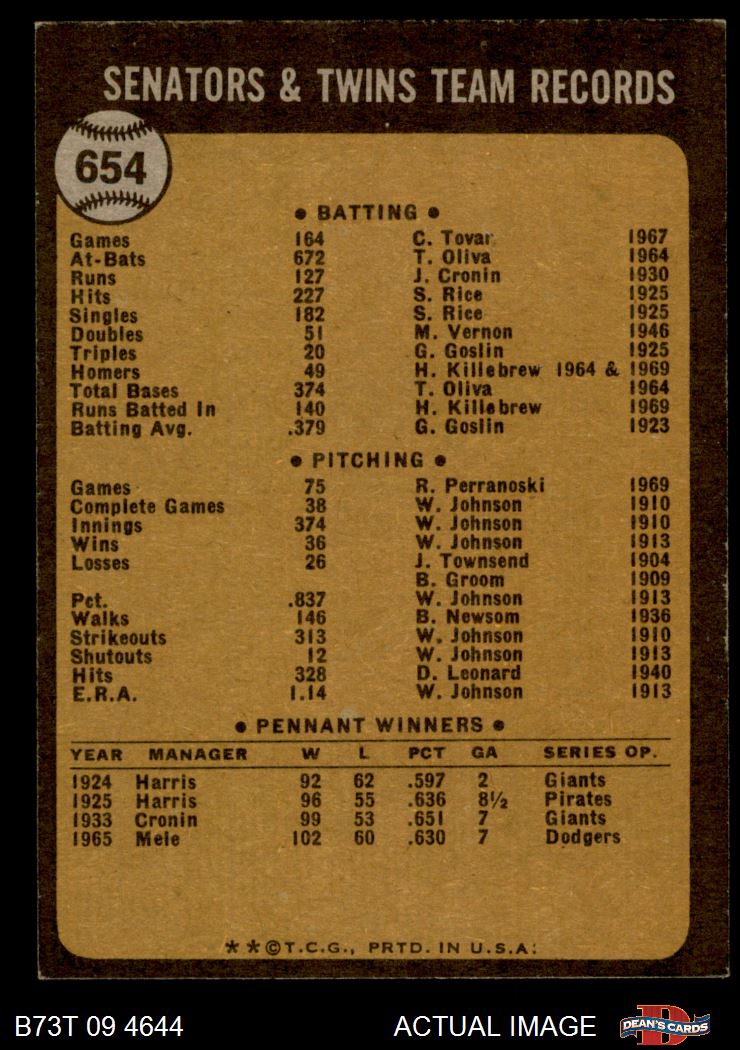 SENATORS & TWINS TEAM RECORDS
654
● BATTING ●
Games 164 C. Tovar 1967
At-Bats 672 T. Oliva 1964
Runs 127 J. Cronin 1930
Hits 227 S. Rice 1925
Singles 182 S. Rice 1925
Doubles 51 M. Vernon 1946
Triples 20 G. Goslin 1925
Homers 49 H. Killebrew 1964 & 1969
Total Bases 374 T. Oliva 1964
Runs Batted In 140 H. Killebrew 1969
Batting Avg. .379 G. Goslin 1923
● PITCHING ●
Games 75 R. Perranoski 1969
Complete Games 38 W. Johnson 1910
Innings 374 W. Johnson 1910
Wins 36 W. Johnson 1913
Losses 26 J. Townsend 1904
B. Groom 1909
Pct. .837 W. Johnson 1913
Walks 146 B. Newsom 1936
Strikeouts 313 W. Johnson 1910
Shutouts 12 W. Johnson 1913
Hits 328 D. Leonard 1940
E.R.A. 1.14 W. Johnson 1913
● PENNANT WINNERS ●
YEAR MANAGER W L PCT GA SERIES OP.
1924 Harris 92 62 .597 2 Giants
1925 Harris 96 55 .636 8½ Pirates
1933 Cronin 99 53 .651 7 Giants
1965 Mele 102 60 .630 7 Dodgers
* * © T.C.G., PRTD. IN U.S.A.
B73T 09 4644 ACTUAL IMAGE DEAN'S CARDS